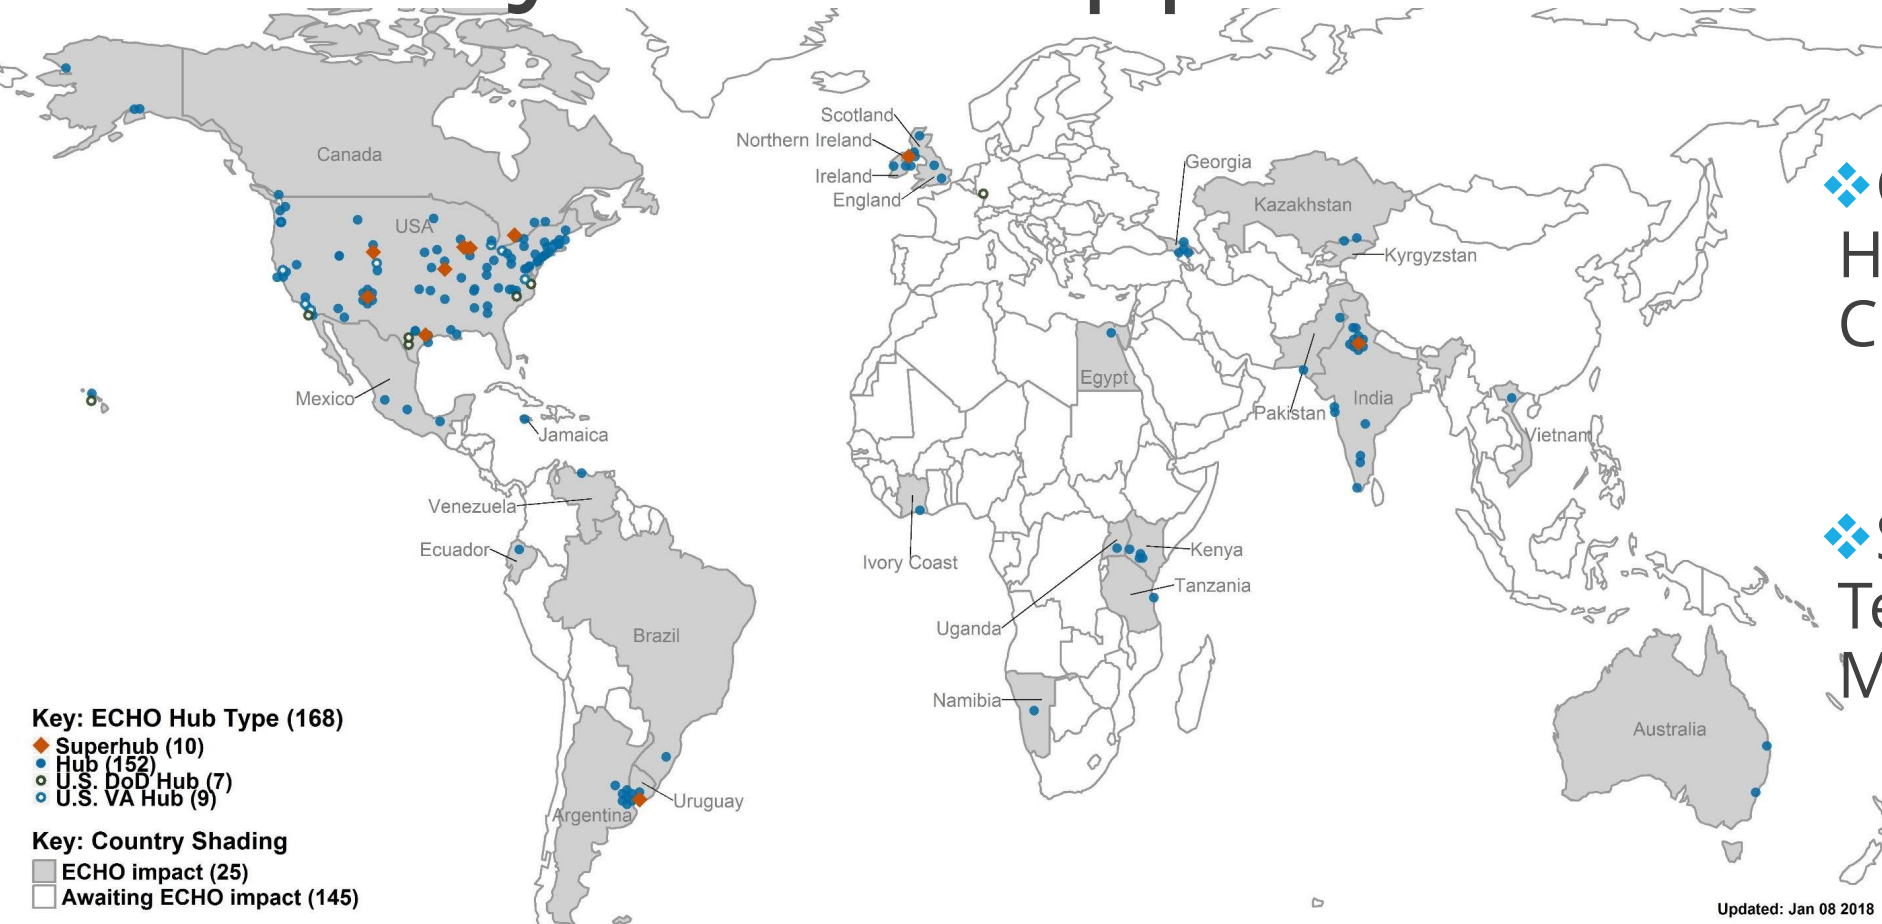 Scotland
Northern Ireland
Ireland
England
Georgia
Canada
USA
Kazakhstan
Kyrgyzstan
H
C
Mexico
Jamaica
Egypt
Pakistan
India
Vietnam
Venezuela
Ecuador
Ivory Coast
Kenya
Tanzania
Uganda
Te
M
Brazil
Namibia
Australia
Uruguay
Argentina
Key: ECHO Hub Type (168)
Superhub (10)
Hub (152)
U.S. DoD Hub (7)
U.S. VA Hub (9)
Key: Country Shading
ECHO impact (25)
Awaiting ECHO impact (145)
Updated: Jan 08 2018